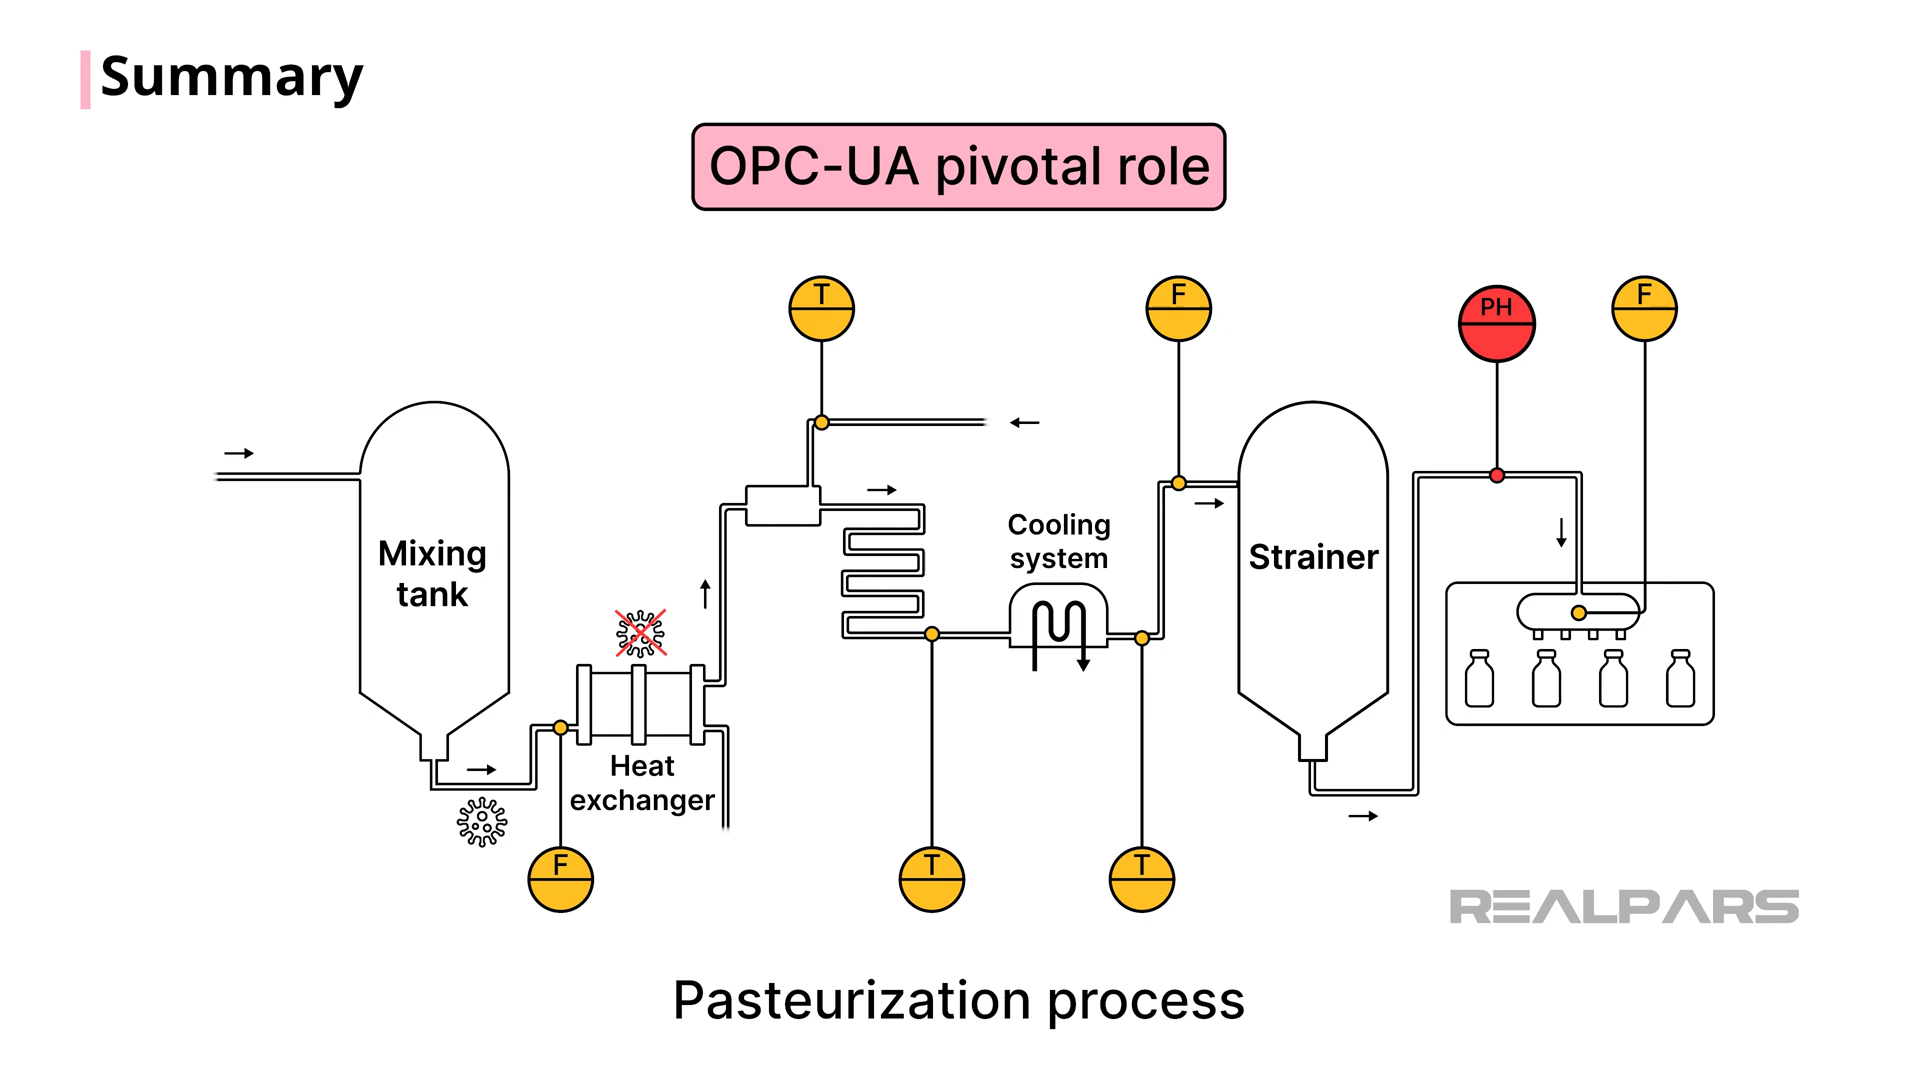 Summary
OPC-UA pivotal role
T
F
PH
F
Mixing
tank
Cooling
system
Strainer
Heat
exchanger
F
T
T
REALPARS
Pasteurization process